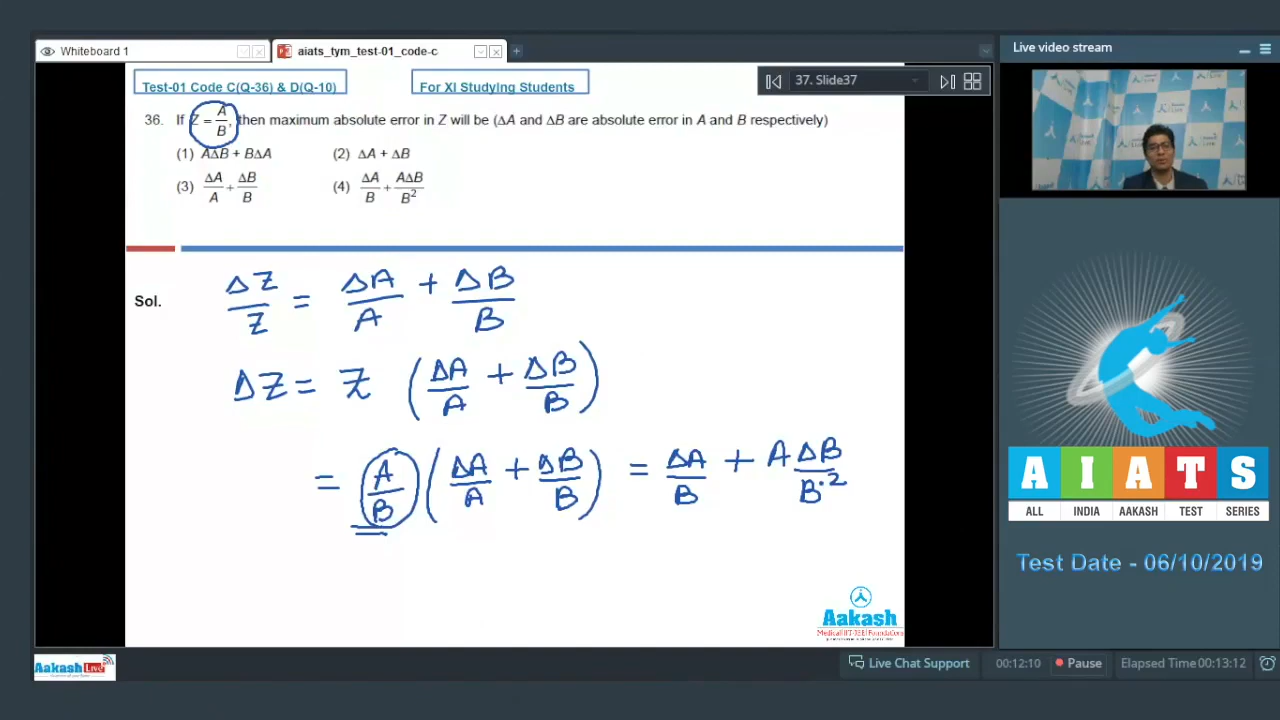 Whiteboard 1
aiats_tym_test-01_code-c
Live video stream
Test-01 Code C(Q-36) & D(Q-10)
For XI Studying Students
37. Slide37
36. If Z = A/B, then maximum absolute error in Z will be (ΔA and ΔB are absolute error in A and B respectively)
(1) AΔB + BΔA (2) ΔA + ΔB
(3) ΔA/A + ΔB/B (4) ΔA/B + AΔB/B²
Sol. ΔZ/Z = ΔA/A + ΔB/B
ΔZ = Z (ΔA/A + ΔB/B)
= A/B (ΔA/A + ΔB/B) = ΔA/B + AΔB/B²
A I A T S
ALL INDIA AAKASH TEST SERIES
Test Date - 06/10/2019
Aakash
Medical|IIT-JEE|Foundations
Aakash Live
Live Chat Support
00:12:10
Pause
Elapsed Time 00:13:12